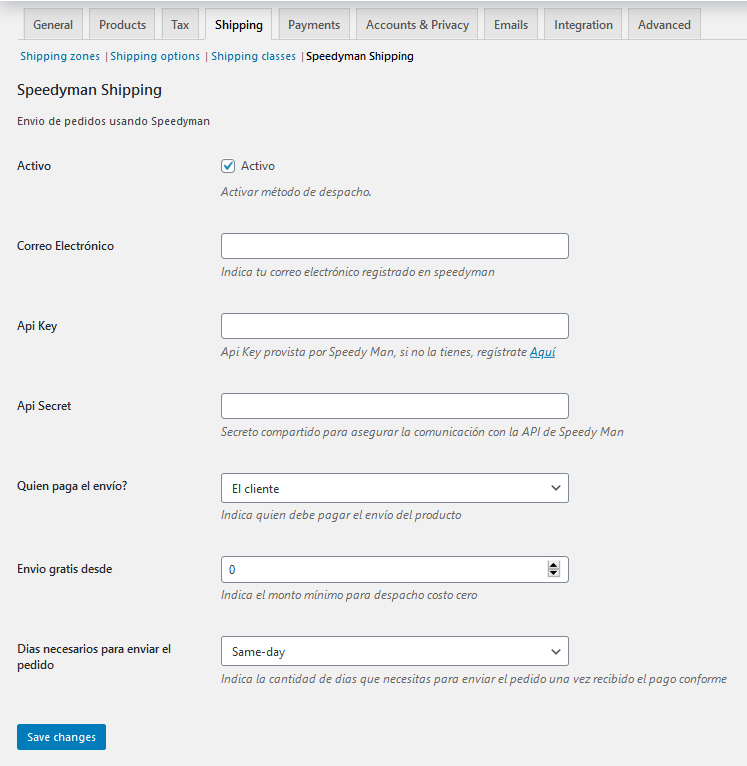 General Products Tax Shipping Payments Accounts & Privacy Emails Integration Advanced
Shipping zones | Shipping options | Shipping classes | Speedyman Shipping
Speedyman Shipping
Envio de pedidos usando Speedyman
Activo Activo
Activar método de despacho.
Correo Electrónico
Indica tu correo electrónico registrado en speedyman
Api Key
Api Key provista por Speedy Man, si no la tienes, regístrate Aquí
Api Secret
Secreto compartido para asegurar la comunicación con la API de Speedy Man
Quien paga el envío? El cliente
Indica quien debe pagar el envío del producto
Envio gratis desde 0
Indica el monto mínimo para despacho costo cero
Dias necesarios para enviar el
pedido
Same-day
Indica la cantidad de dias que necesitas para enviar el pedido una vez recibido el pago conforme
Save changes